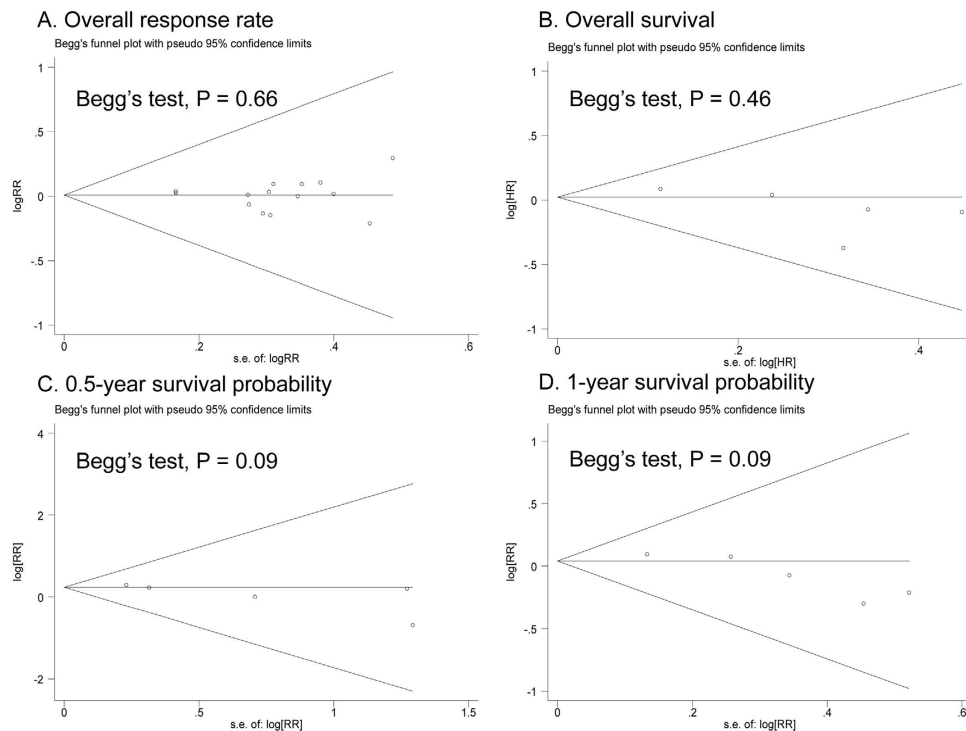 A. Overall response rate
Begg's funnel plot with pseudo 95% confidence limits
Begg's test, P = 0.66
1
.5
0
-.5
-1
logRR
0 .2 .4 .6
s.e. of: logRR
B. Overall survival
Begg's funnel plot with pseudo 95% confidence limits
Begg's test, P = 0.46
1
.5
0
-.5
-1
log[HR]
0 .2 .4
s.e. of: log[HR]
C. 0.5-year survival probability
Begg's funnel plot with pseudo 95% confidence limits
Begg's test, P = 0.09
4
2
0
-2
log[RR]
0 .5 1 1.5
s.e. of: log[RR]
D. 1-year survival probability
Begg's funnel plot with pseudo 95% confidence limits
Begg's test, P = 0.09
1
.5
0
-.5
-1
log[RR]
0 .2 .4 .6
s.e. of: log[RR]